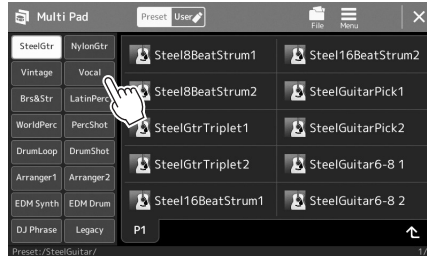 Multi Pad
Preset User
File Menu
SteelGtr NylonGtr
Vintage Vocal
Brs&Str LatinPerc
WorldPerc PercShot
DrumLoop DrumShot
Arranger1 Arranger2
EDM Synth EDM Drum
DJ Phrase Legacy
Steel8BeatStrum1 Steel16BeatStrum2
Steel8BeatStrum2 SteelGuitarPick1
SteelGtrTriplet1 SteelGuitarPick2
SteelGtrTriplet2 SteelGuitar6-8 1
Steel16BeatStrum1 SteelGuitar6-8 2
P1
Preset:/SteelGuitar/